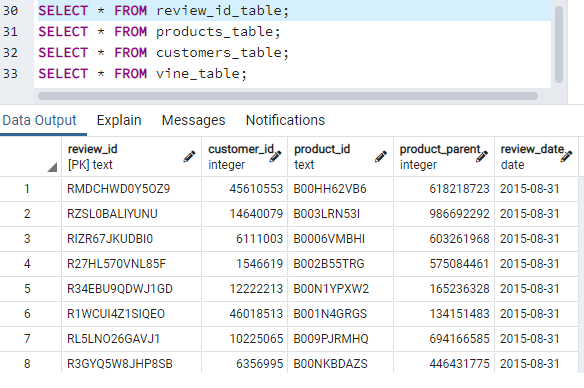 30 SELECT * FROM review_id_table;
31 SELECT * FROM products_table;
32 SELECT * FROM customers_table;
33 SELECT * FROM vine_table;
Data Output Explain Messages Notifications
review_id customer_id product_id product_parent review_date
[PK] text integer text integer date
1 RMDCHWD0Y5OZ9 45610553 B00HH62VB6 618218723 2015-08-31
2 RZSL0BALIYUNU 14640079 B003LRN53I 986692292 2015-08-31
3 RIZR67JKUDBI0 6111003 B0006VMBHI 603261968 2015-08-31
4 R27HL570VNL85F 1546619 B002B55TRG 575084461 2015-08-31
5 R34EBU9QDWJ1GD 12222213 B00N1YPXW2 165236328 2015-08-31
6 R1WCUI4Z1SIQEO 46018513 B001N4GRGS 134151483 2015-08-31
7 RL5LNO26GAVJ1 10225065 B009PJRMHQ 694166585 2015-08-31
8 R3GYQ5W8JHP8SB 6356995 B00NKBDAZS 446431775 2015-08-31